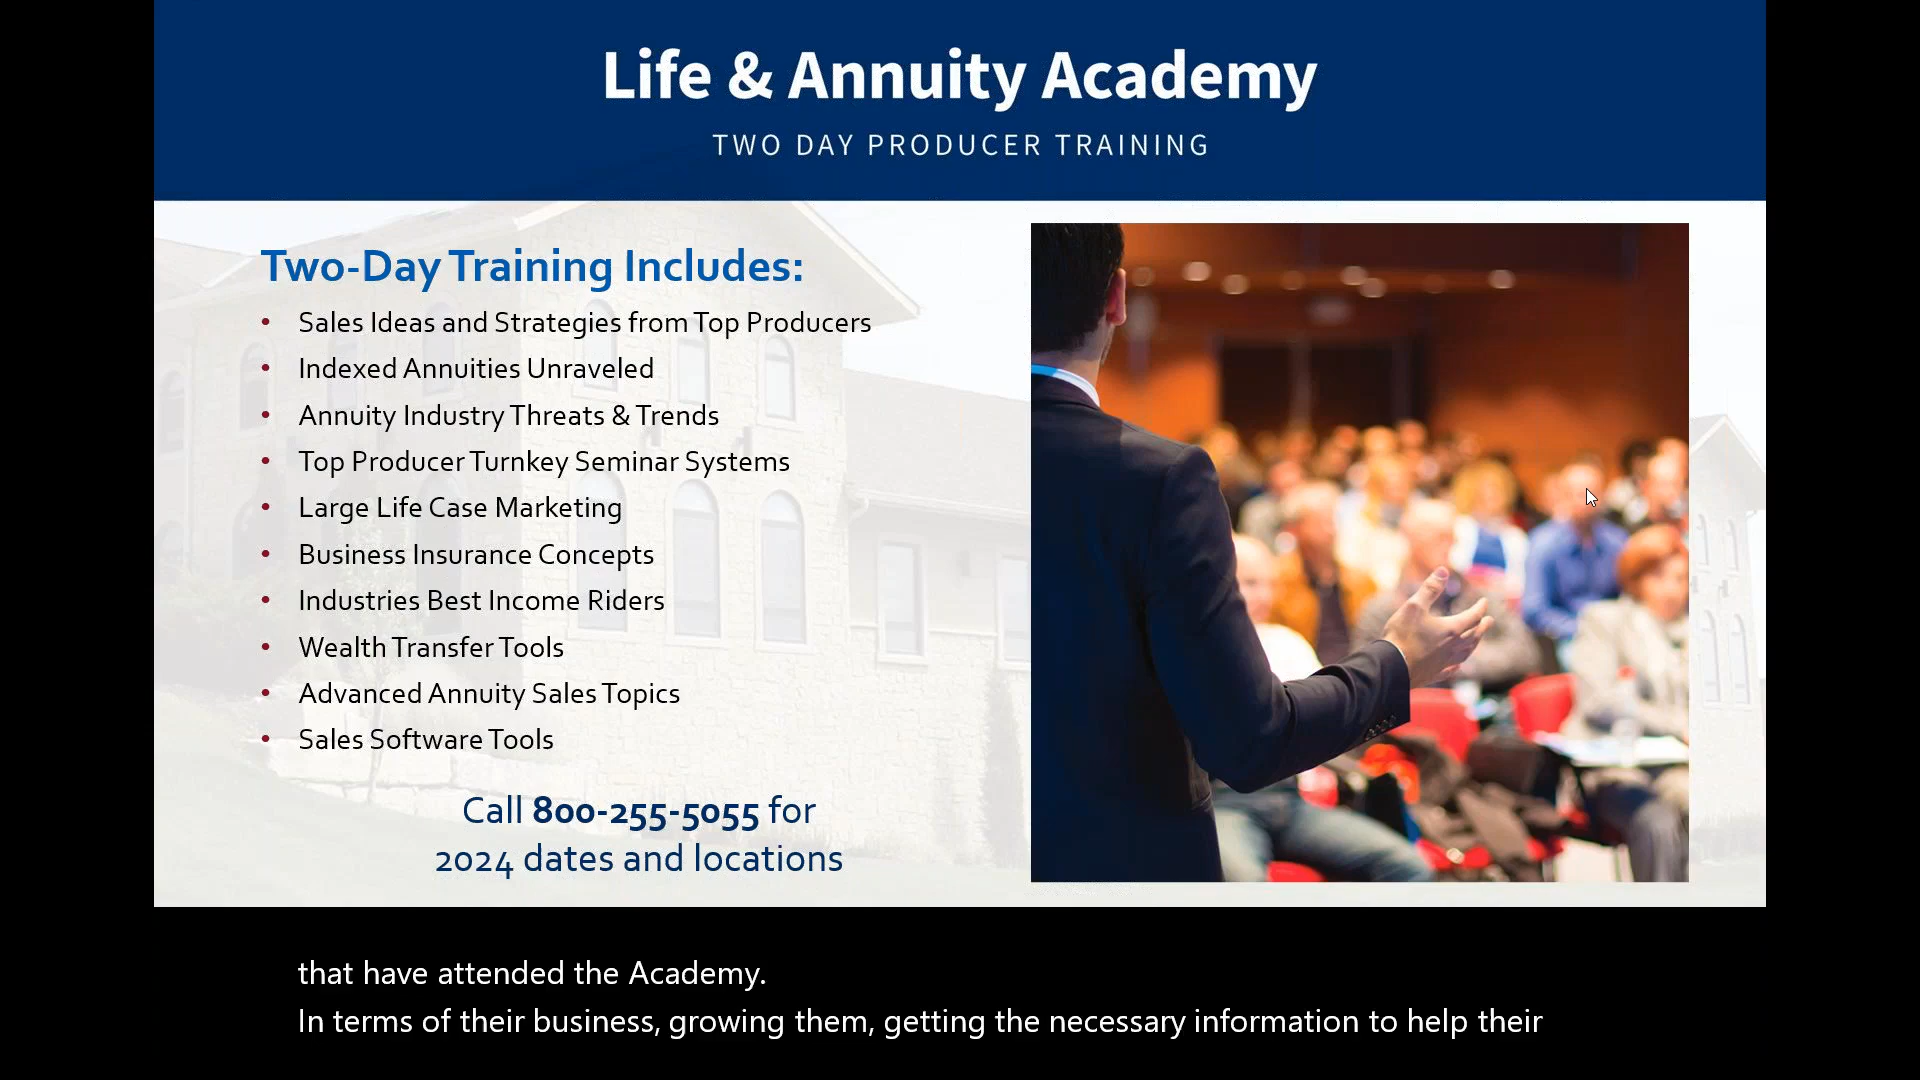 Life & Annuity Academy
TWO DAY PRODUCER TRAINING
Two-Day Training Includes:
• Sales Ideas and Strategies from Top Producers
• Indexed Annuities Unraveled
• Annuity Industry Threats & Trends
• Top Producer Turnkey Seminar Systems
• Large Life Case Marketing
• Business Insurance Concepts
• Industries Best Income Riders
• Wealth Transfer Tools
• Advanced Annuity Sales Topics
• Sales Software Tools
Call 800-255-5055 for
2024 dates and locations
that have attended the Academy.
In terms of their business, growing them, getting the necessary information to help their